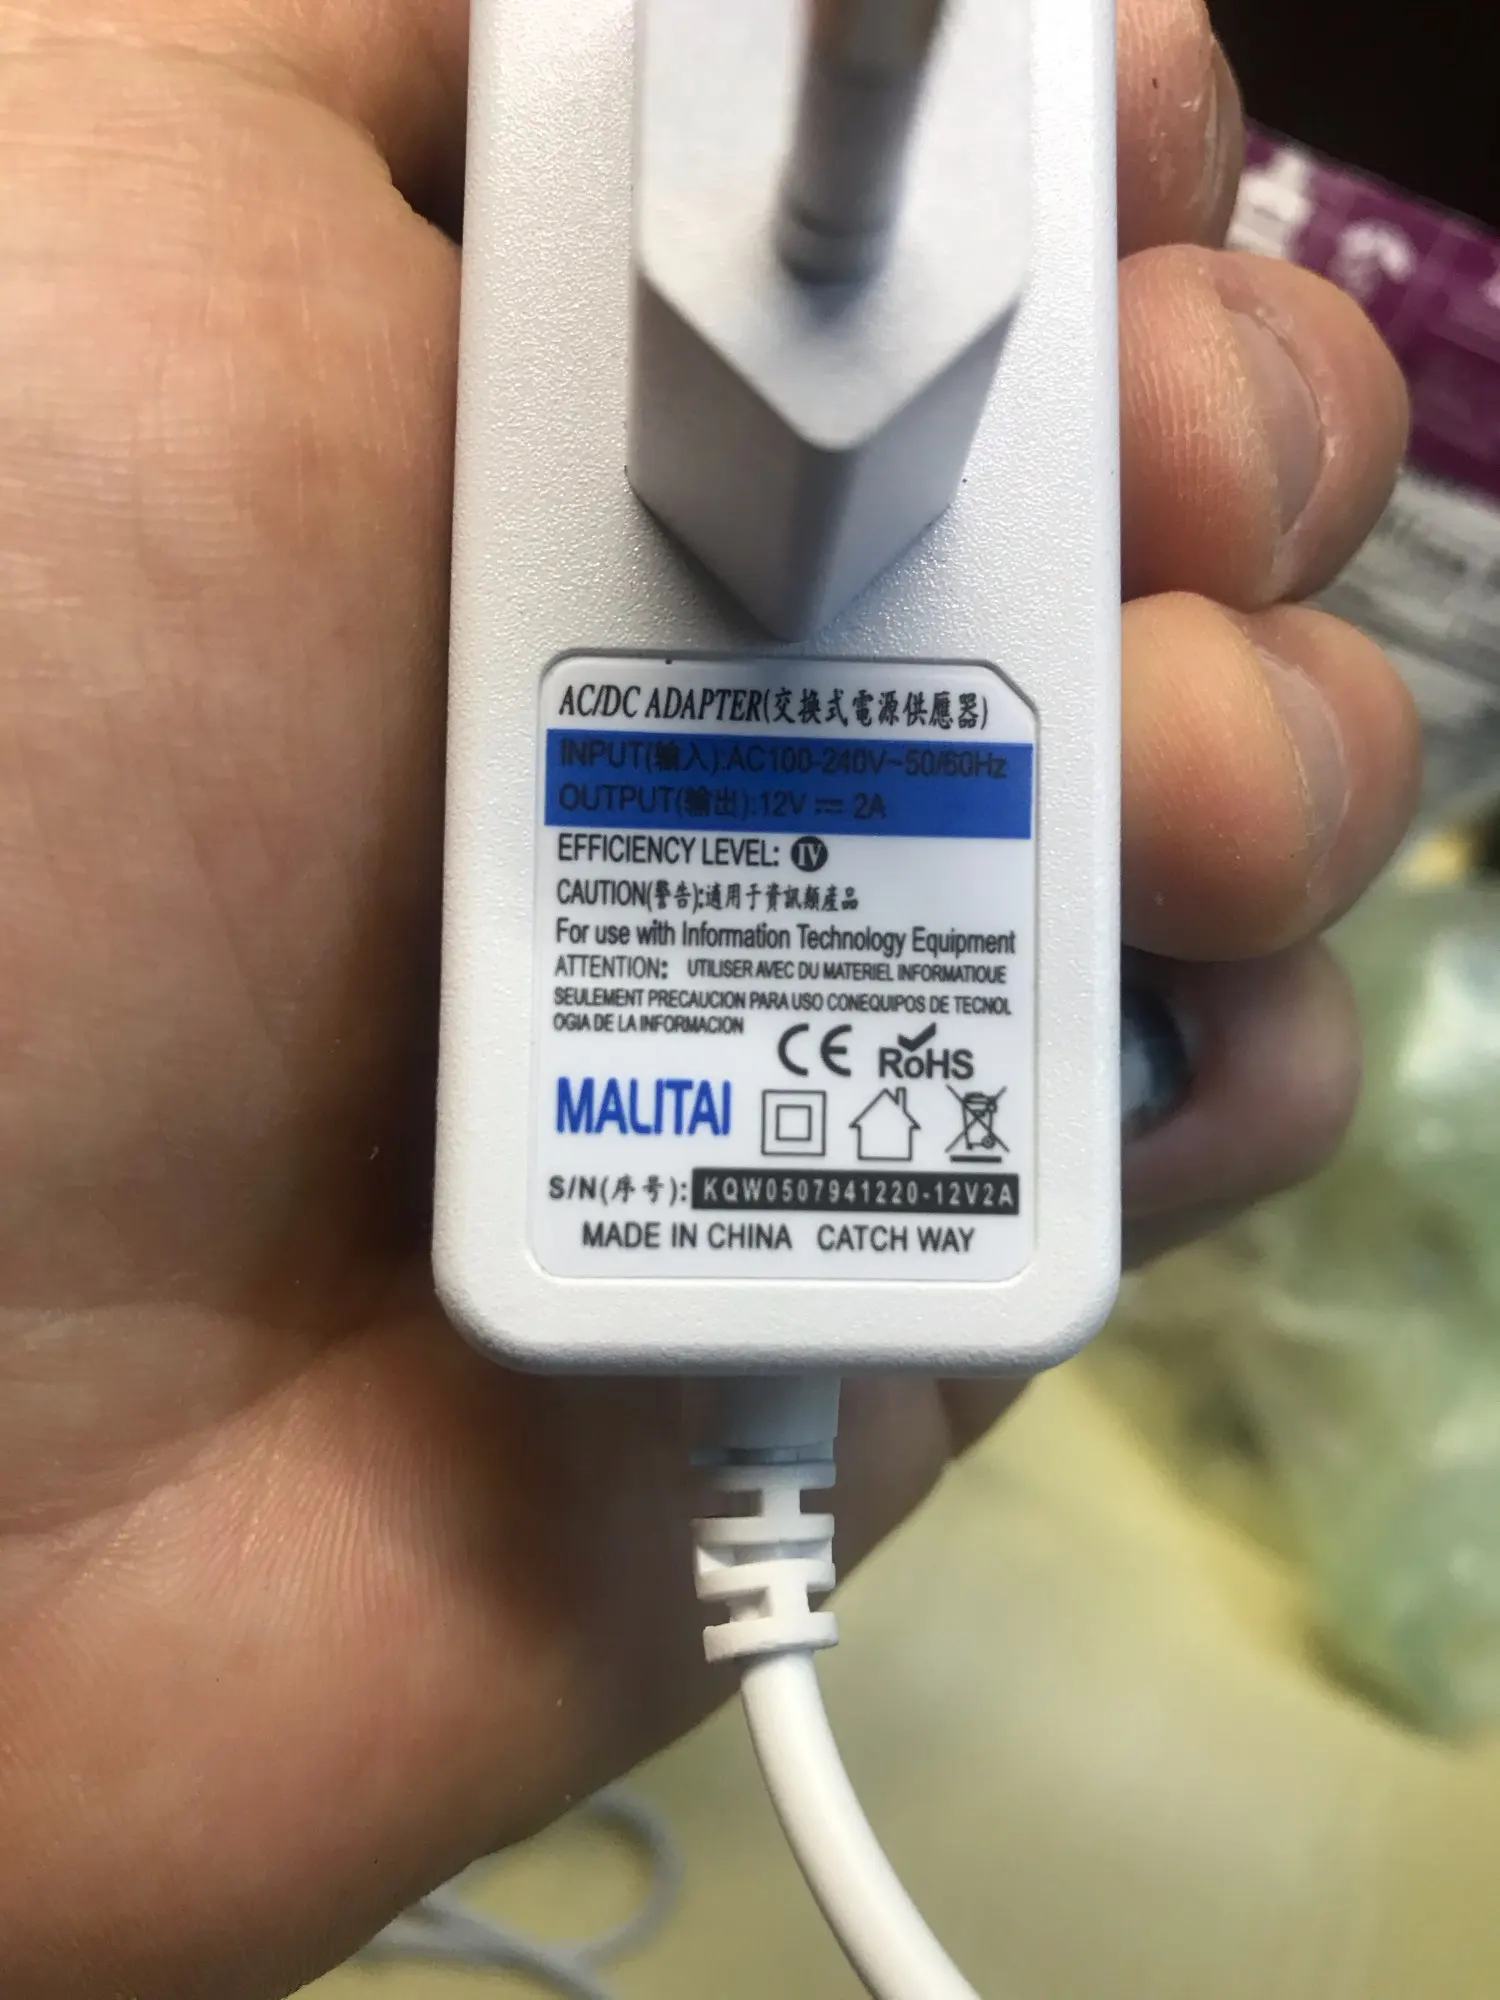 AC/DC ADAPTER(交換式電源供應器)
INPUT(输入):AC100-240V~50/60Hz
OUTPUT(输出):12V ⎓ 2A
EFFICIENCY LEVEL: IV
CAUTION(警告):通用于資訊類產品
For use with Information Technology Equipment
ATTENTION: UTILISER AVEC DU MATERIEL INFORMATIQUE
SEULEMENT PRECAUCION PARA USO CONEQUIPOS DE TECNOL
OGIA DE LA INFORMACION
CE RoHS
MALITAI
S/N(序号): KQW0507941220-12V2A
MADE IN CHINA CATCH WAY